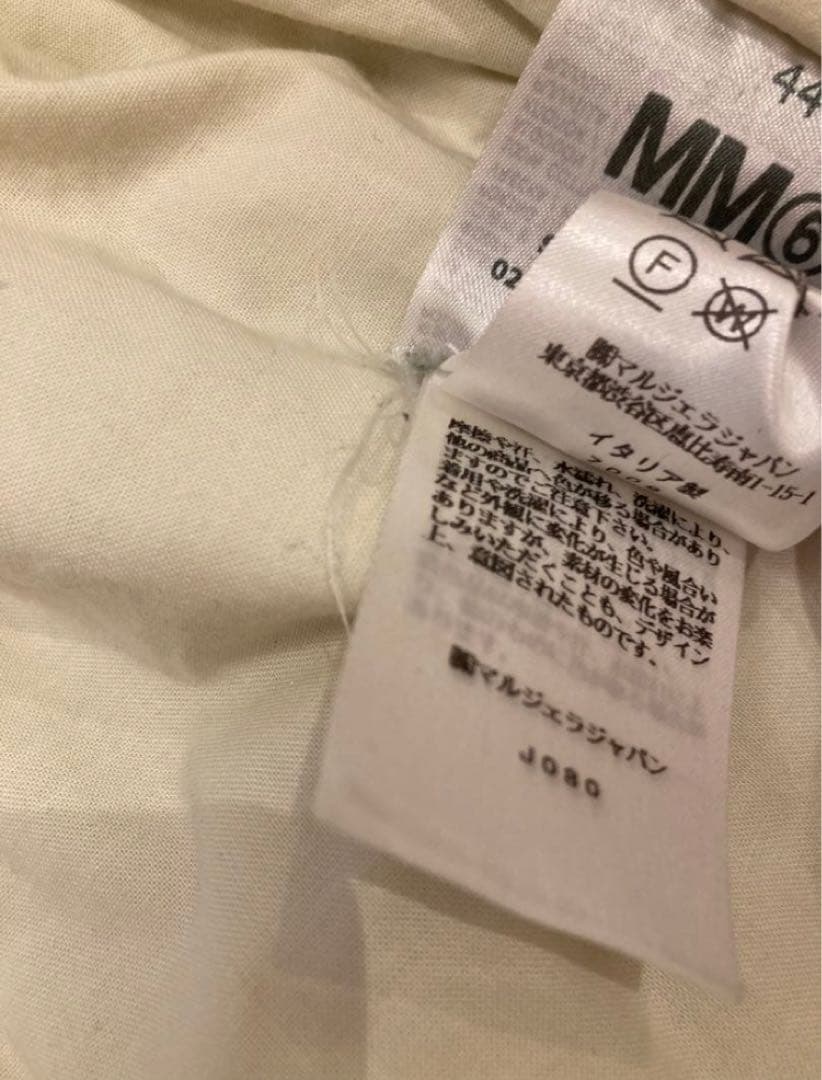 44
MM⑥
02
F
W
㈱マルジェラジャパン
東京都渋谷区恵比寿南1-15-1
イタリア製
摩擦や汗、水濡れ、洗濯により、
他の商品へ色が移る場合があり
ますのでご注意下さい。
着用や洗濯により、色や風合い
など外観に変化が生じる場合が
ありますが、素材の変化をお楽
しみいただくことも、デザイン
上、意図されたものです。
㈱マルジェラジャパン
J080